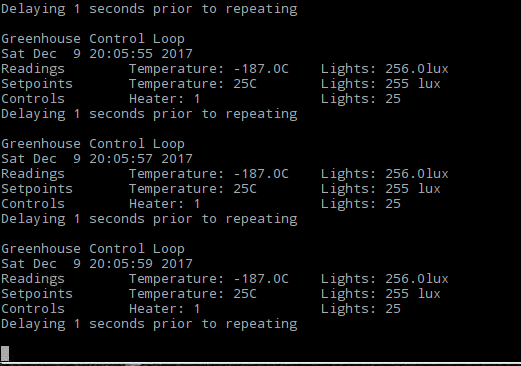 Delaying 1 seconds prior to repeating

Greenhouse Control Loop
Sat Dec  9 20:05:55 2017
Readings        Temperature: -187.0C    Lights: 256.0lux
Setpoints       Temperature: 25C        Lights: 255 lux
Controls        Heater: 1               Lights: 25
Delaying 1 seconds prior to repeating

Greenhouse Control Loop
Sat Dec  9 20:05:57 2017
Readings        Temperature: -187.0C    Lights: 256.0lux
Setpoints       Temperature: 25C        Lights: 255 lux
Controls        Heater: 1               Lights: 25
Delaying 1 seconds prior to repeating

Greenhouse Control Loop
Sat Dec  9 20:05:59 2017
Readings        Temperature: -187.0C    Lights: 256.0lux
Setpoints       Temperature: 25C        Lights: 255 lux
Controls        Heater: 1               Lights: 25
Delaying 1 seconds prior to repeating